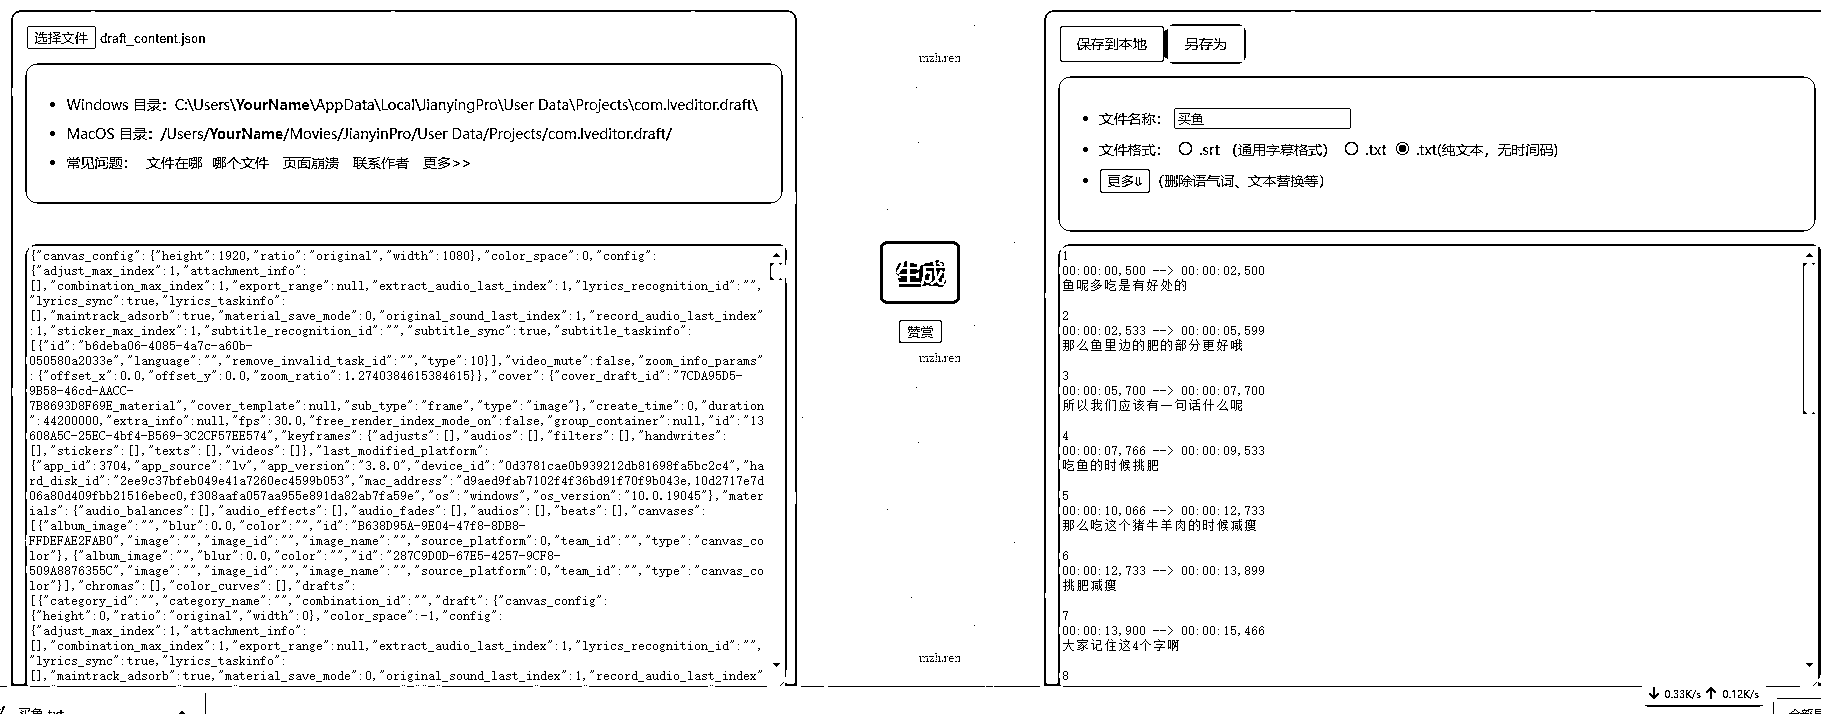 选择文件 draft_content.json
Windows 目录：C:\Users\YourName\AppData\Local\JianyingPro\User Data\Projects\com.lveditor.draft\
MacOS 目录：/Users/YourName/Movies/JianyinPro/User Data/Projects/com.lveditor.draft/
常见问题： 文件在哪 哪个文件 页面崩溃 联系作者 更多>>
{"canvas_config":{"height":1920,"ratio":"original","width":1080},"color_space":0,"config":
{"adjust_max_index":1,"attachment_info":
[],"combination_max_index":1,"export_range":null,"extract_audio_last_index":1,"lyrics_recognition_id":"",
"lyrics_sync":true,"lyrics_taskinfo":
[],"maintrack_adsorb":true,"material_save_mode":0,"original_sound_last_index":1,"record_audio_last_index"
:1,"sticker_max_index":1,"subtitle_recognition_id":"","subtitle_sync":true,"subtitle_taskinfo":
[{"id":"b6deba06-4085-4a7c-a60b-
050580a2033e","language":"","remove_invalid_task_id":"","type":10}],"video_mute":false,"zoom_info_params"
:{"offset_x":0.0,"offset_y":0.0,"zoom_ratio":1.2740384615384615}},"cover":{"cover_draft_id":"7CDA95D5-
9B58-46cd-AACC-
7B8693D8F69E_material","cover_template":null,"sub_type":"frame","type":"image"},"create_time":0,"duration
":44200000,"extra_info":null,"fps":30.0,"free_render_index_mode_on":false,"group_container":null,"id":"13
608A5C-25EC-4bf4-B569-3C2CF57EE574","keyframes":{"adjusts":[],"audios":[],"filters":[],"handwrites":
[],"stickers":[],"texts":[],"videos":[]},"last_modified_platform":
{"app_id":3704,"app_source":"lv","app_version":"3.8.0","device_id":"0d3781cae0b939212db81698fa5bc2c4","ha
rd_disk_id":"2ee9c37bfeb049e41a7260ec4599b053","mac_address":"d9aed9fab7102f4f36bd91f70f9b043e,10d2717e7d
06a80d409fbb21516ebec0,f308aafa057aa955e891da82ab7fa59e","os":"windows","os_version":"10.0.19045"},"mater
ials":{"audio_balances":[],"audio_effects":[],"audio_fades":[],"audios":[],"beats":[],"canvases":
[{"album_image":"","blur":0.0,"color":"","id":"B638D95A-9E04-47f8-8DB8-
FFDEFAE2FAB0","image":"","image_id":"","image_name":"","source_platform":0,"team_id":"","type":"canvas_co
lor"},{"album_image":"","blur":0.0,"color":"","id":"287C9D0D-67E5-4257-9CF8-
509A8876355C","image":"","image_id":"","image_name":"","source_platform":0,"team_id":"","type":"canvas_co
lor"}],"chromas":[],"color_curves":[],"drafts":
[{"category_id":"","category_name":"","combination_id":"","draft":{"canvas_config":
{"height":0,"ratio":"original","width":0},"color_space":-1,"config":
{"adjust_max_index":1,"attachment_info":
[],"combination_max_index":1,"export_range":null,"extract_audio_last_index":1,"lyrics_recognition_id":"",
"lyrics_sync":true,"lyrics_taskinfo":
[],"maintrack_adsorb":true,"material_save_mode":0,"original_sound_last_index":1,"record_audio_last_index"
mzh.ren
生成
赞赏
mzh.ren
mzh.ren
保存到本地 另存为
文件名称： 买鱼
文件格式： .srt （通用字幕格式） .txt .txt(纯文本，无时间码)
更多⇓ （删除语气词、文本替换等）
1
00:00:00,500 --> 00:00:02,500
鱼呢多吃是有好处的
2
00:00:02,533 --> 00:00:05,599
那么鱼里边的肥的部分更好哦
3
00:00:05,700 --> 00:00:07,700
所以我们应该有一句话什么呢
4
00:00:07,766 --> 00:00:09,533
吃鱼的时候挑肥
5
00:00:10,066 --> 00:00:12,733
那么吃这个猪牛羊肉的时候减瘦
6
00:00:12,733 --> 00:00:13,899
挑肥减瘦
7
00:00:13,900 --> 00:00:15,466
大家记住这4个字啊
8
↓ 0.33K/s ↑ 0.12K/s
买鱼.txt